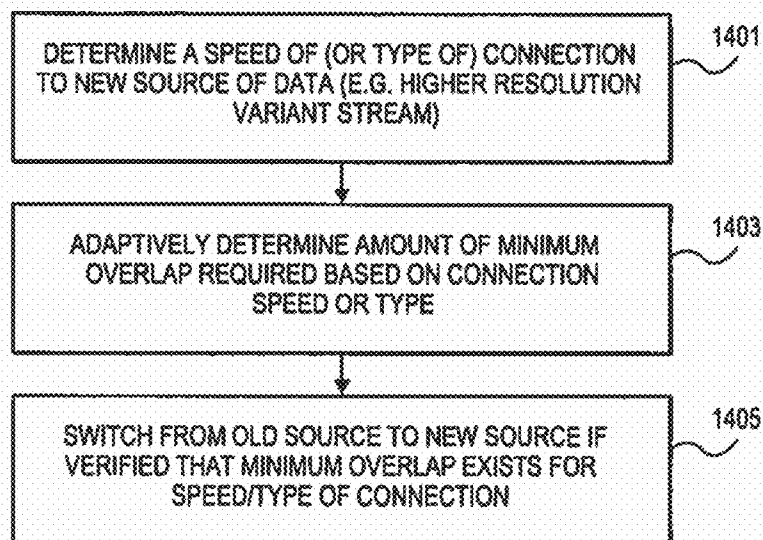 DETERMINE A SPEED OF (OR TYPE OF) CONNECTION
TO NEW SOURCE OF DATA (E.G. HIGHER RESOLUTION
VARIANT STREAM)
1401
ADAPTIVELY DETERMINE AMOUNT OF MINIMUM
OVERLAP REQUIRED BASED ON CONNECTION
SPEED OR TYPE
1403
SWITCH FROM OLD SOURCE TO NEW SOURCE IF
VERIFIED THAT MINIMUM OVERLAP EXISTS FOR
SPEED/TYPE OF CONNECTION
1405